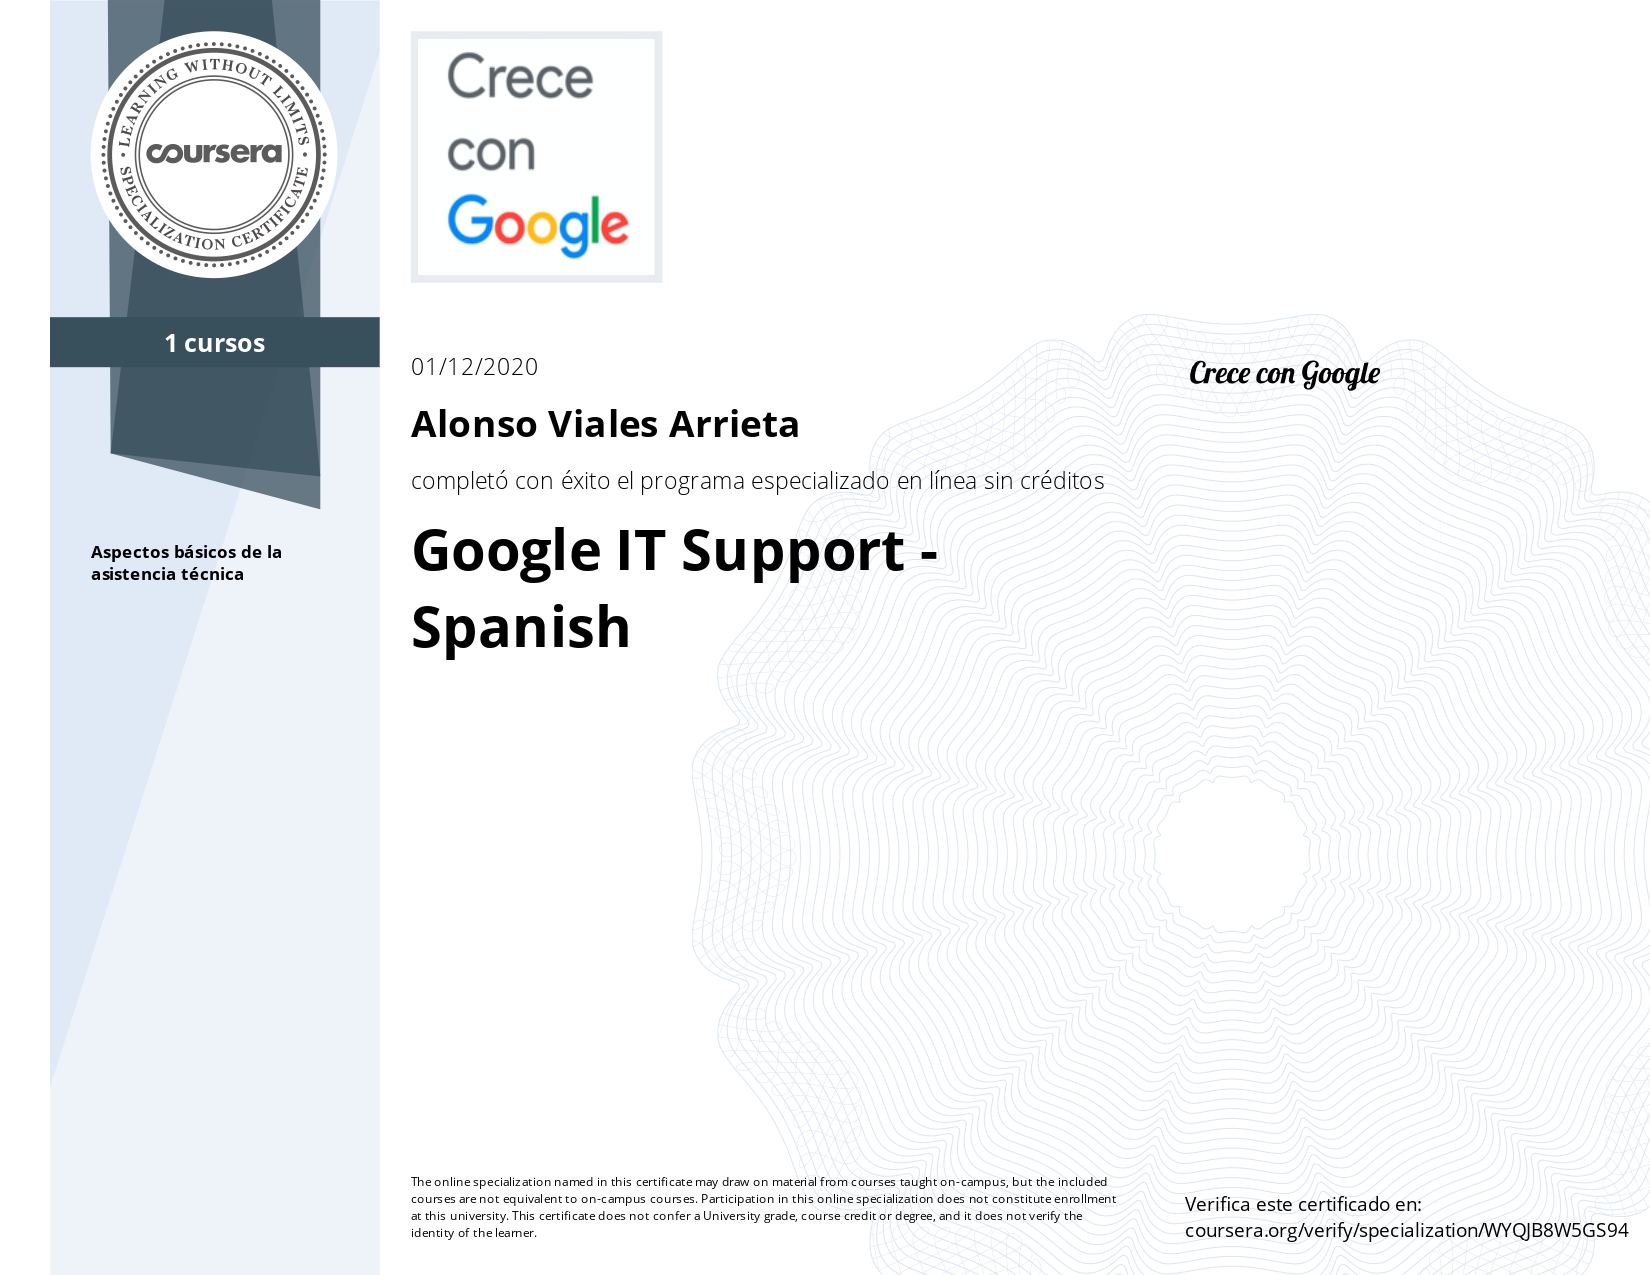 LEARNING WITHOUT LIMITS
coursera
SPECIALIZATION CERTIFICATE
1 cursos
Aspectos básicos de la
asistencia técnica
Crece
con
Google
01/12/2020
Alonso Viales Arrieta
completó con éxito el programa especializado en línea sin créditos
Google IT Support -
Spanish
Crece con Google
The online specialization named in this certificate may draw on material from courses taught on-campus, but the included
courses are not equivalent to on-campus courses. Participation in this online specialization does not constitute enrollment
at this university. This certificate does not confer a University grade, course credit or degree, and it does not verify the
identity of the learner.
Verifica este certificado en:
coursera.org/verify/specialization/WYQJB8W5GS94